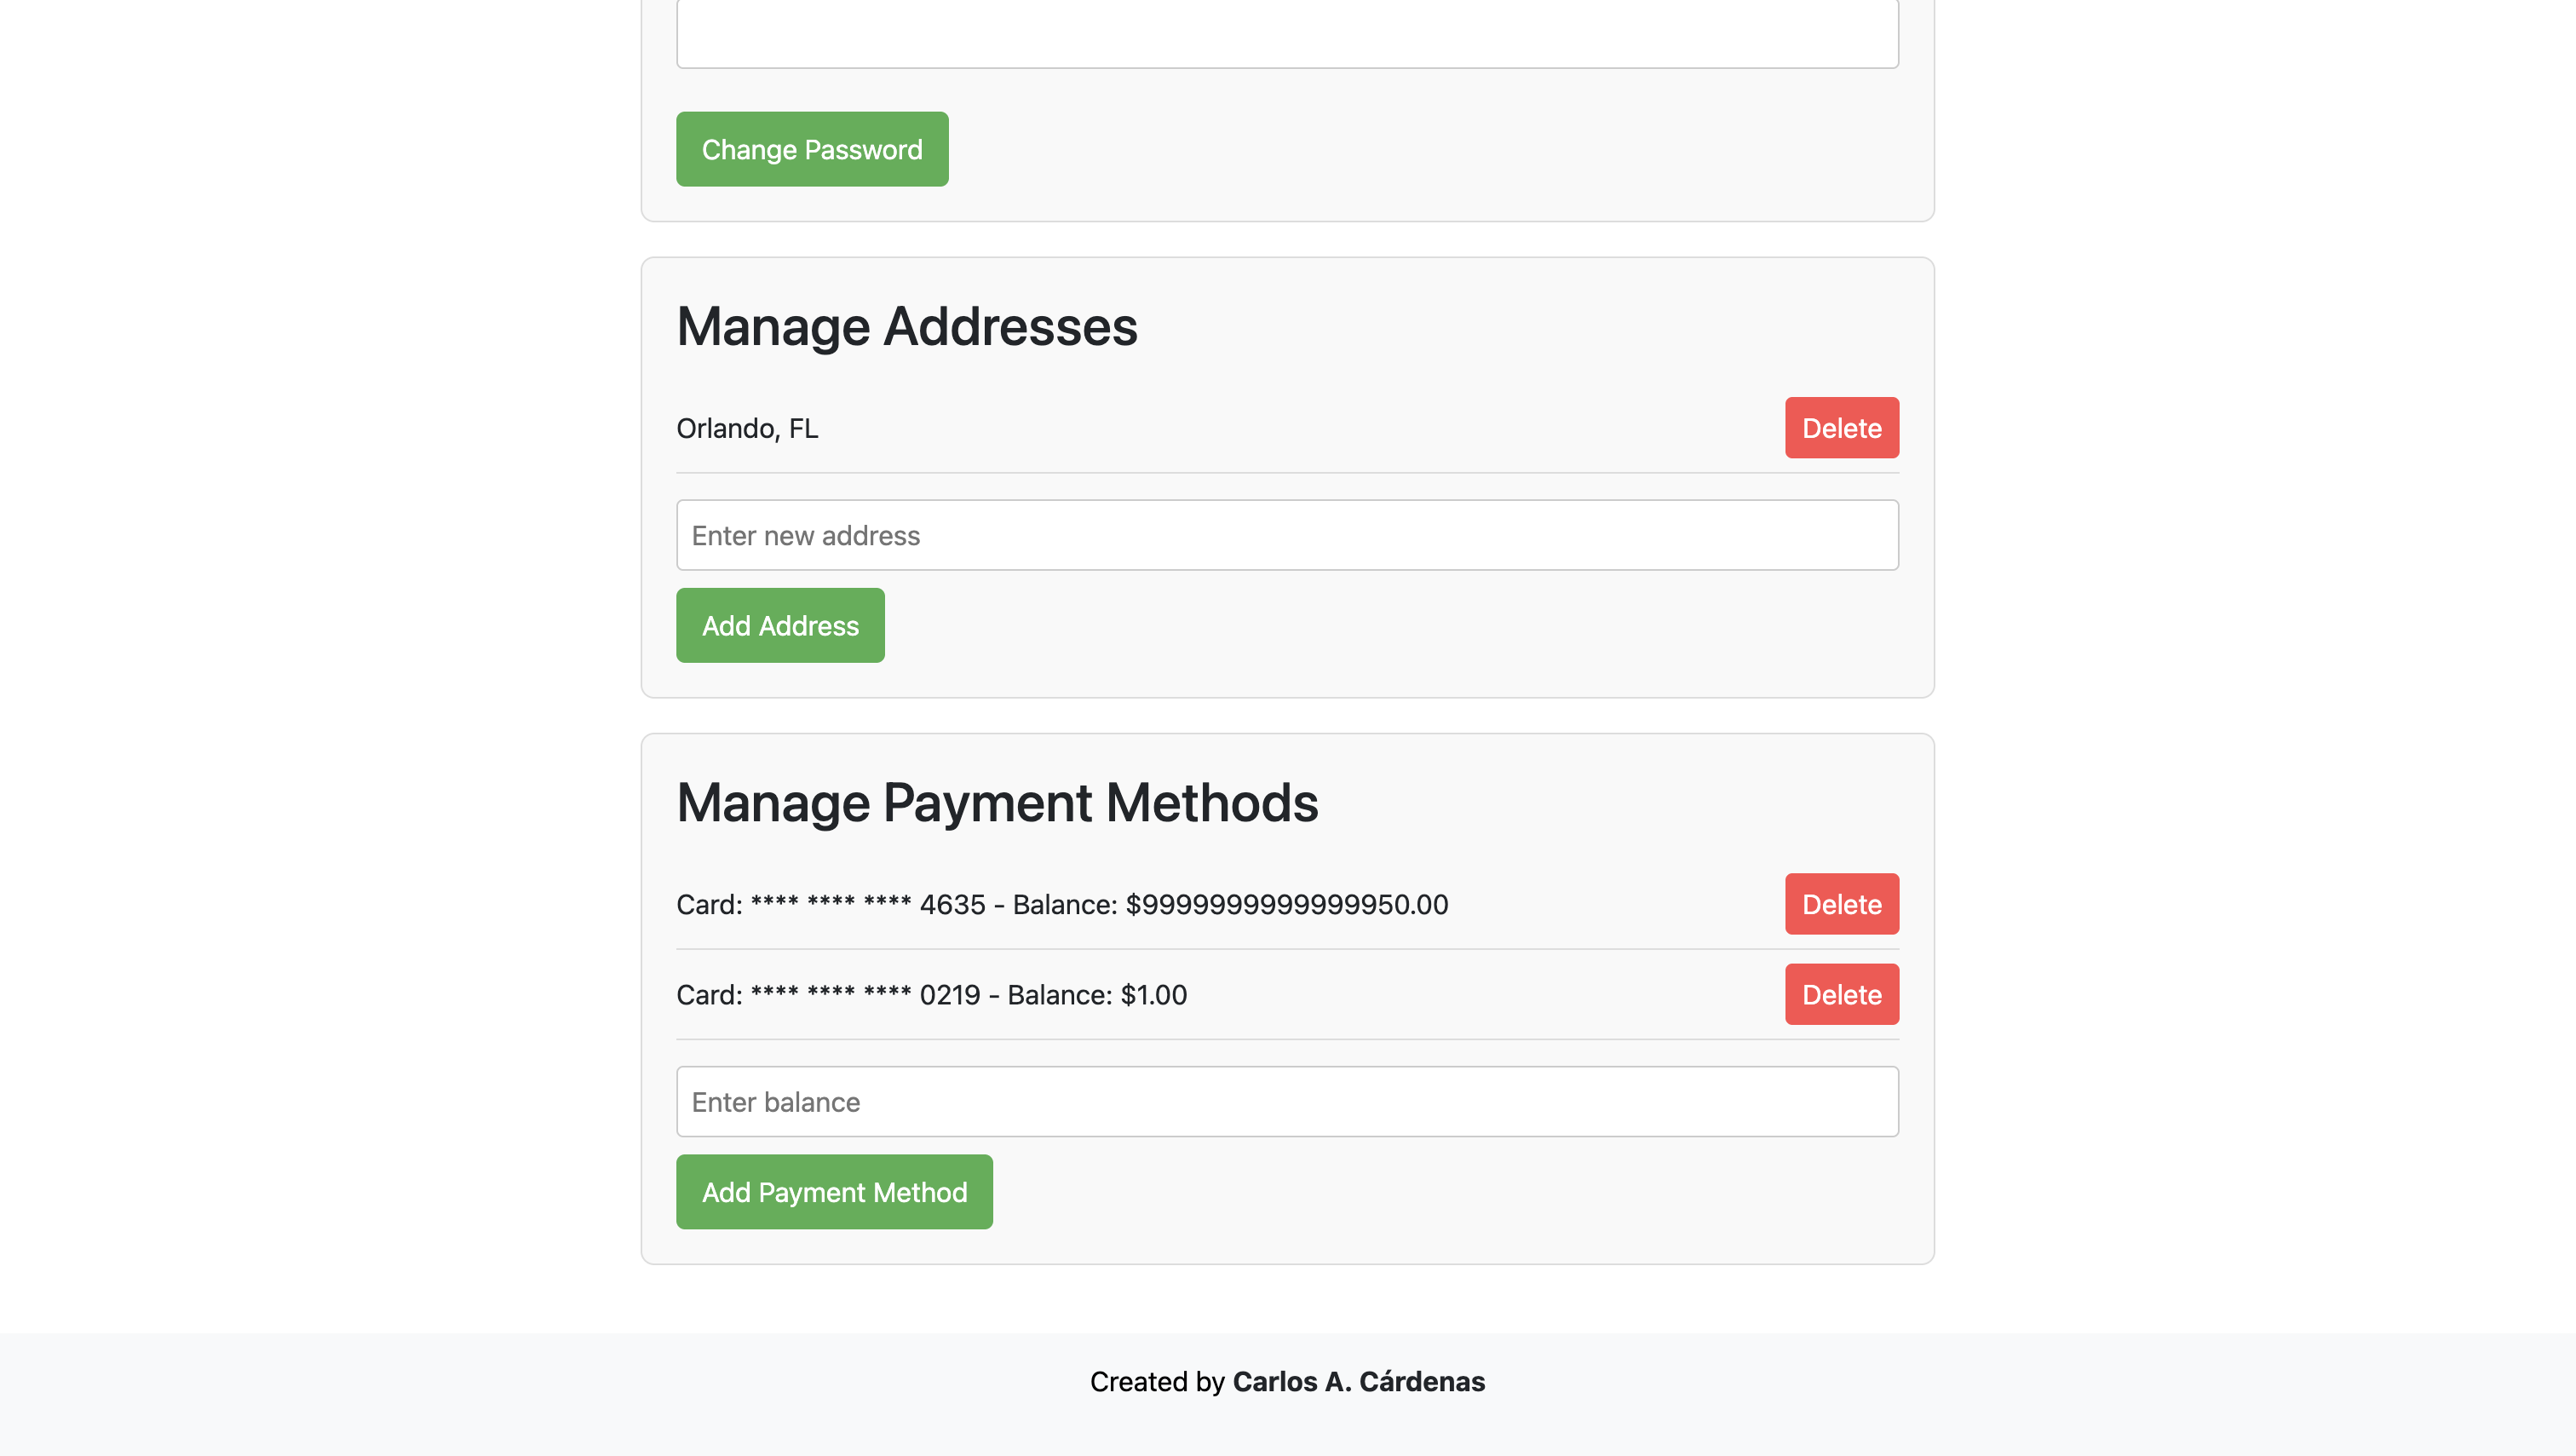 Change Password
Manage Addresses
Orlando, FL
Delete
Enter new address
Add Address
Manage Payment Methods
Card: **** **** **** 4635 - Balance: $9999999999999950.00
Delete
Card: **** **** **** 0219 - Balance: $1.00
Delete
Enter balance
Add Payment Method
Created by Carlos A. Cárdenas